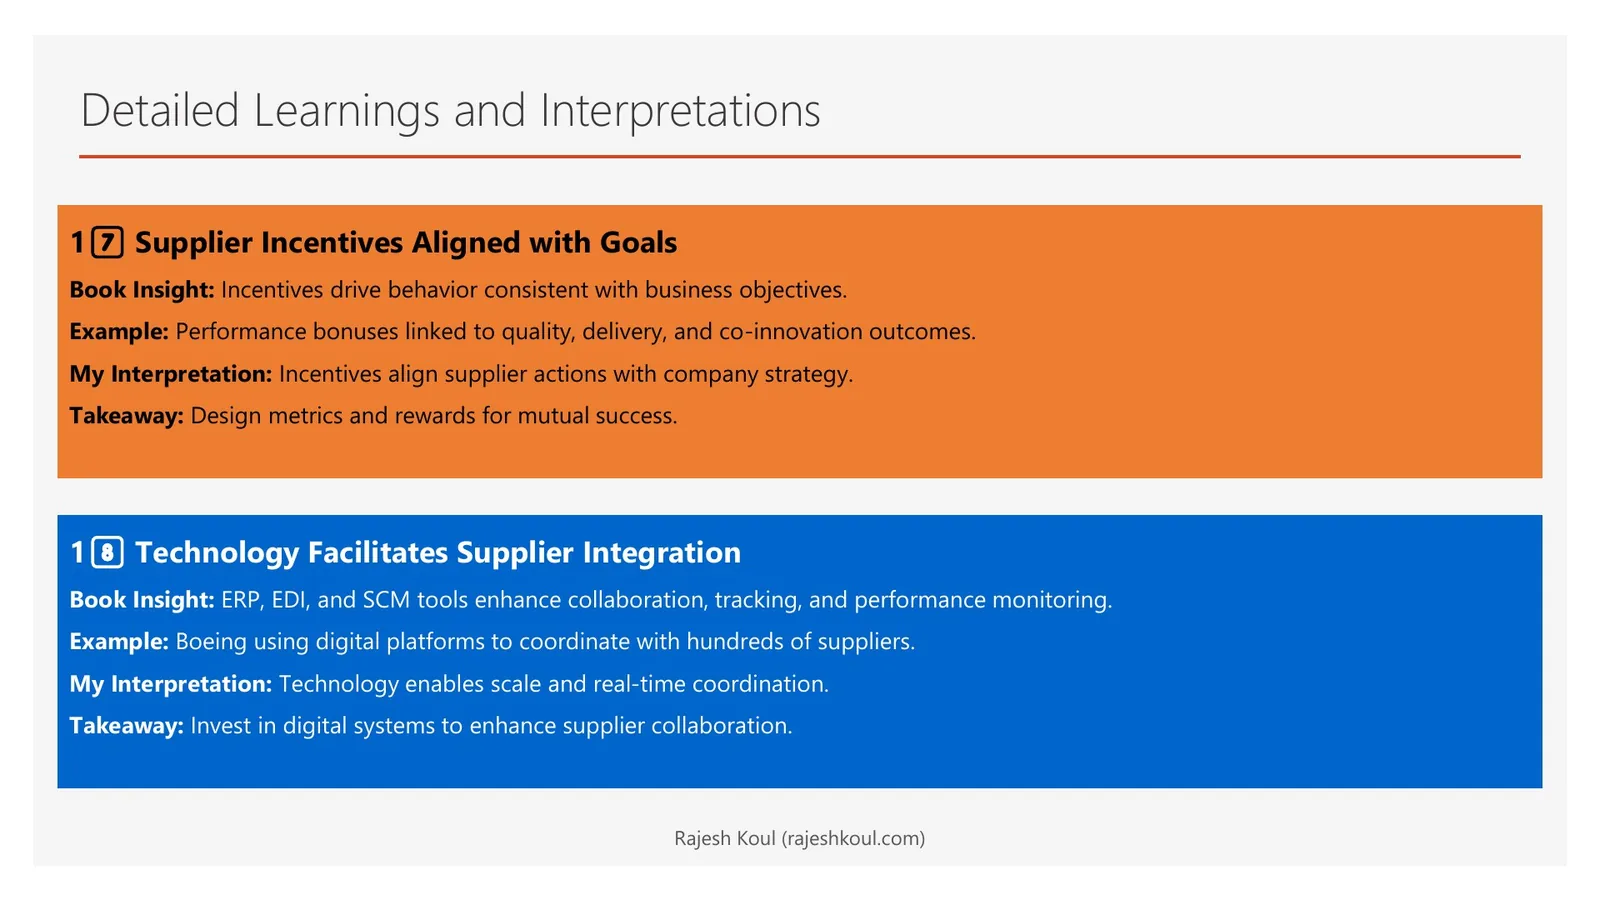 Detailed Learnings and Interpretations
17️⃣ Supplier Incentives Aligned with Goals
Book Insight: Incentives drive behavior consistent with business objectives.
Example: Performance bonuses linked to quality, delivery, and co-innovation outcomes.
My Interpretation: Incentives align supplier actions with company strategy.
Takeaway: Design metrics and rewards for mutual success.
18️⃣ Technology Facilitates Supplier Integration
Book Insight: ERP, EDI, and SCM tools enhance collaboration, tracking, and performance monitoring.
Example: Boeing using digital platforms to coordinate with hundreds of suppliers.
My Interpretation: Technology enables scale and real-time coordination.
Takeaway: Invest in digital systems to enhance supplier collaboration.
Rajesh Koul (rajeshkoul.com)